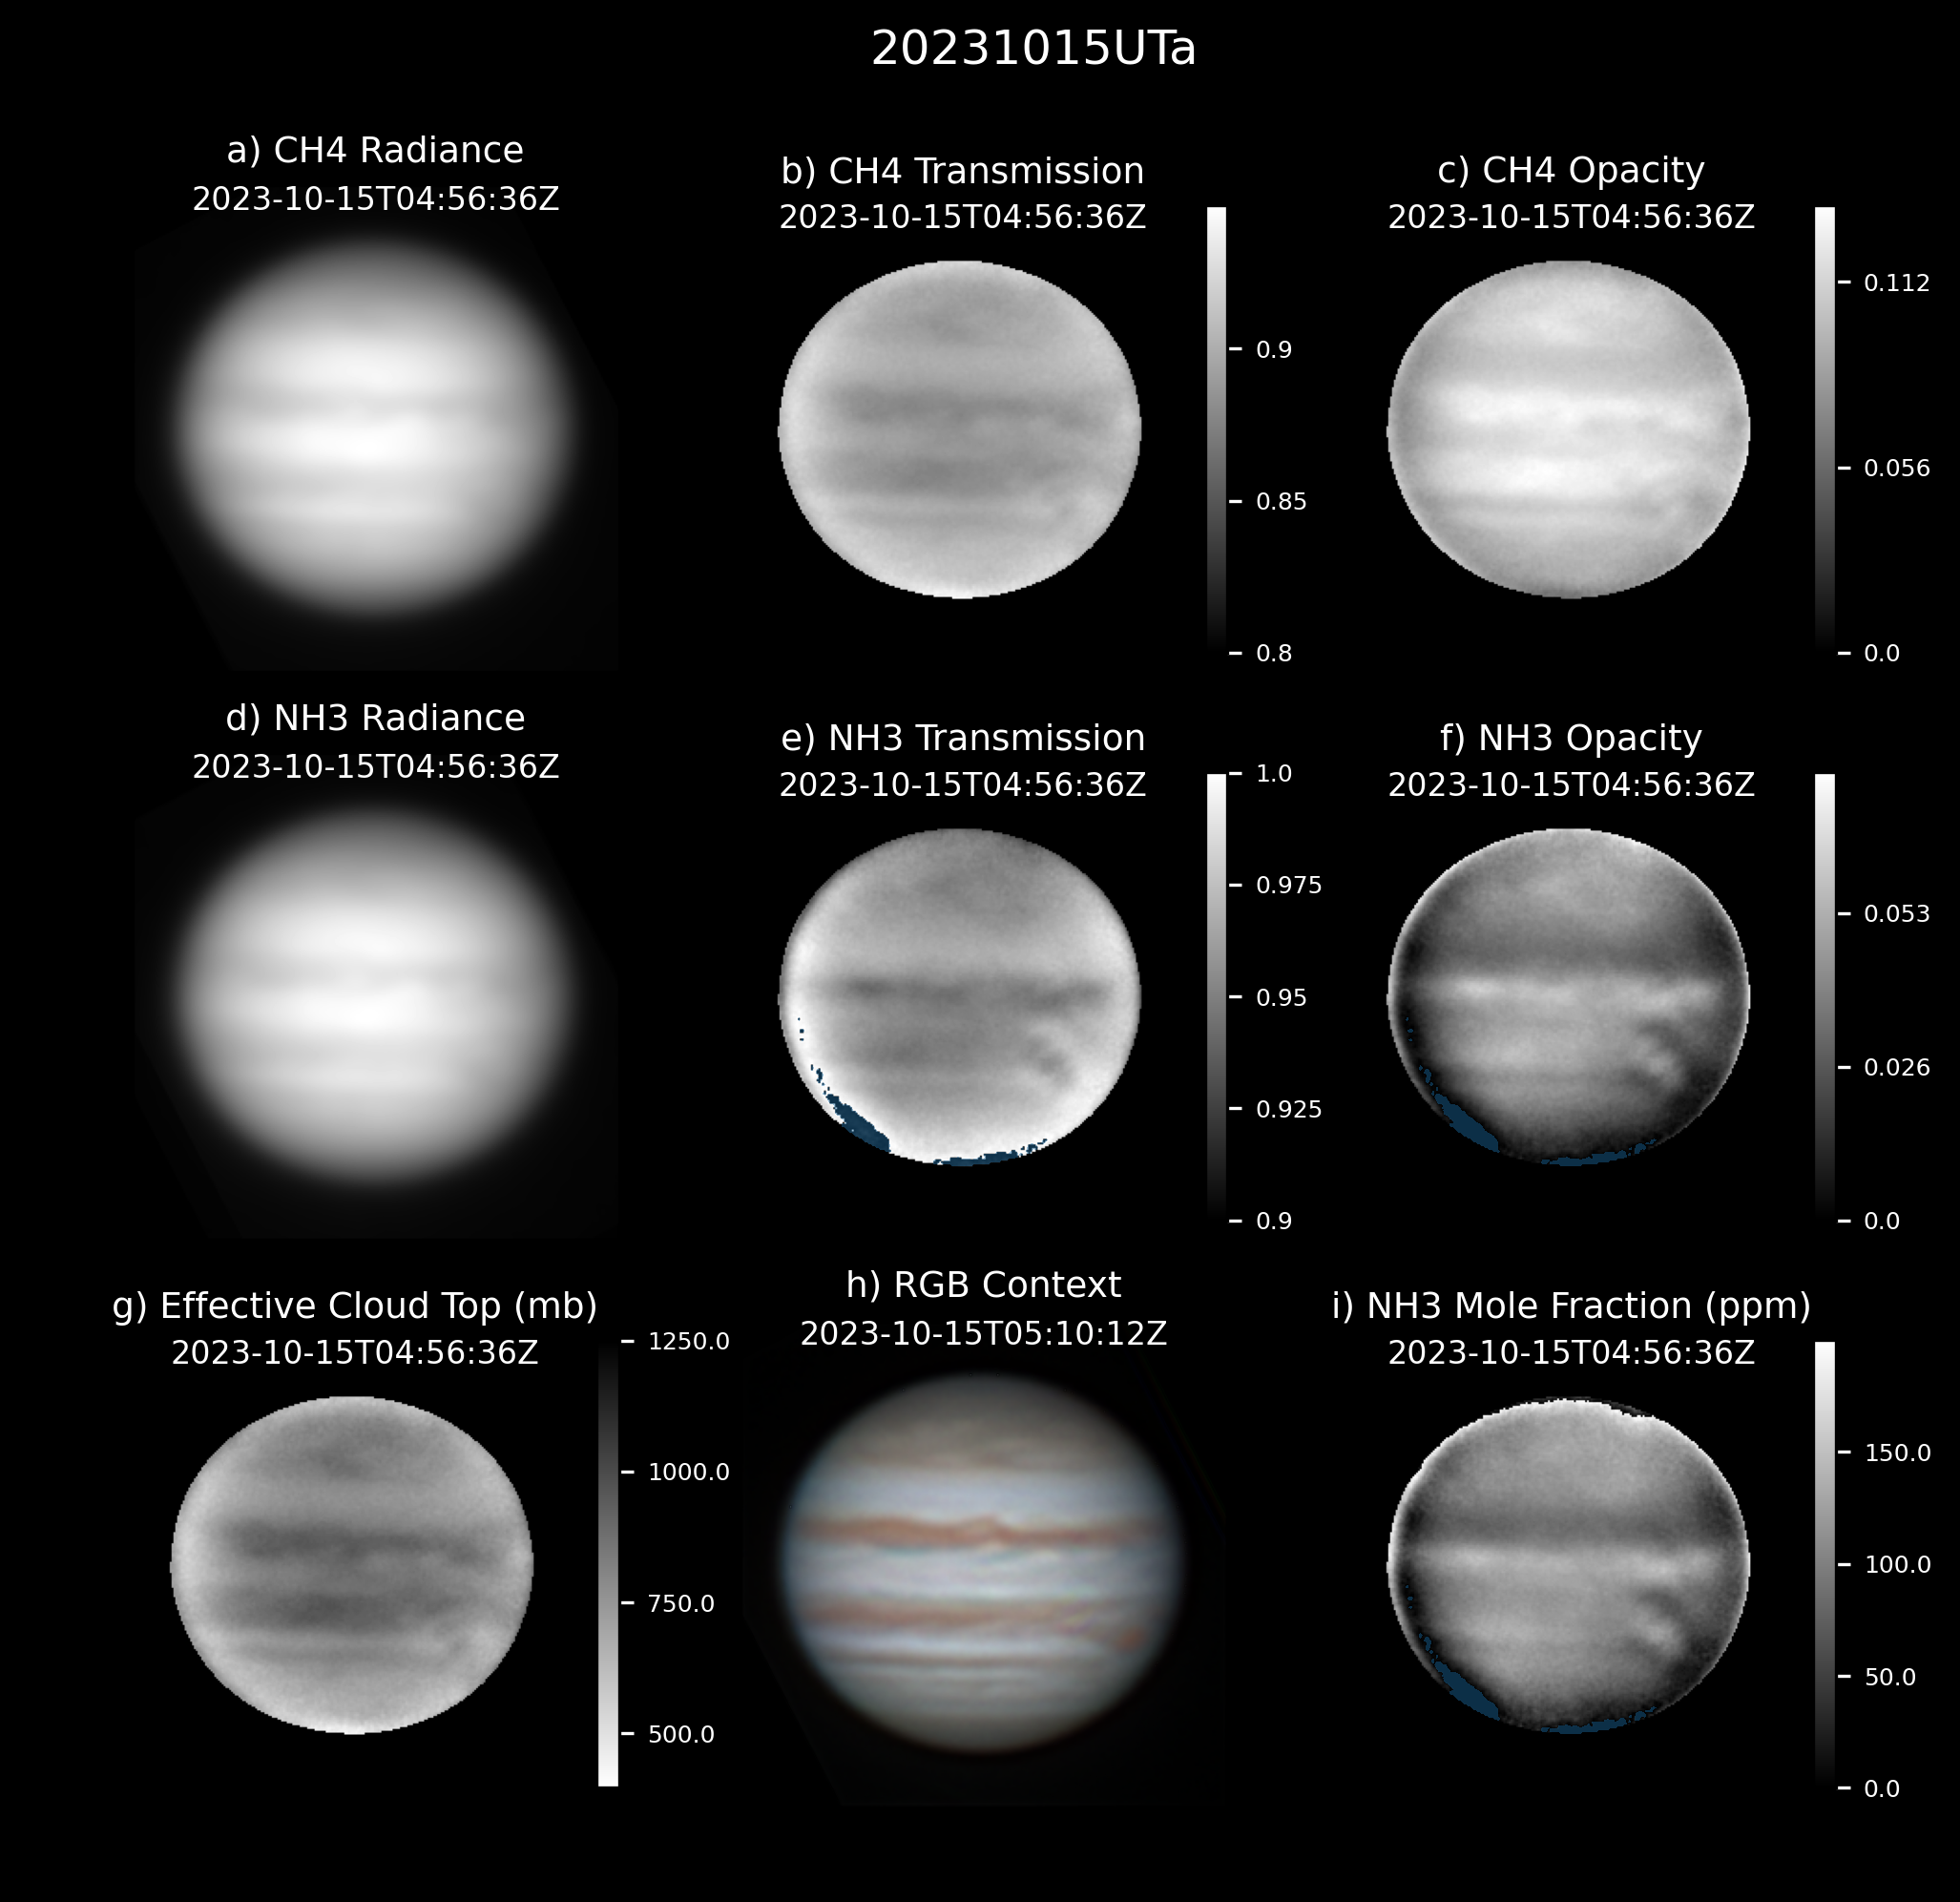 20231015UTa
a) CH4 Radiance
2023-10-15T04:56:36Z
b) CH4 Transmission
2023-10-15T04:56:36Z
0.9
0.85
0.8
c) CH4 Opacity
2023-10-15T04:56:36Z
0.112
0.056
0.0
d) NH3 Radiance
2023-10-15T04:56:36Z
e) NH3 Transmission
2023-10-15T04:56:36Z
1.0
0.975
0.95
0.925
0.9
f) NH3 Opacity
2023-10-15T04:56:36Z
0.053
0.026
0.0
g) Effective Cloud Top (mb)
2023-10-15T04:56:36Z
1250.0
1000.0
750.0
500.0
h) RGB Context
2023-10-15T05:10:12Z
i) NH3 Mole Fraction (ppm)
2023-10-15T04:56:36Z
150.0
100.0
50.0
0.0